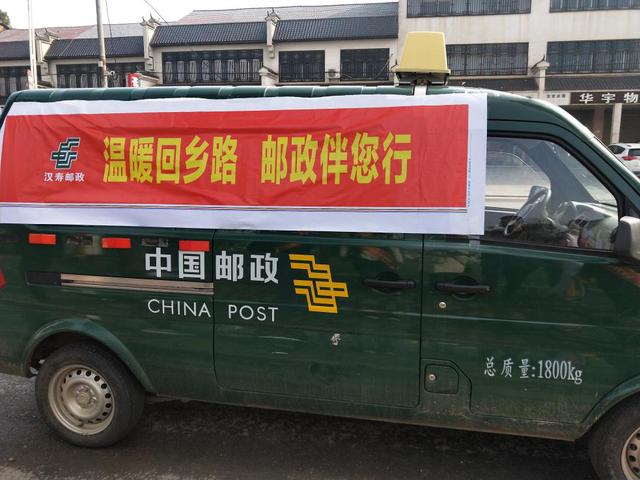 华宇物
温暖回乡路 邮政伴您行
汉寿邮政
中国邮政
CHINA POST
总质量:1800kg